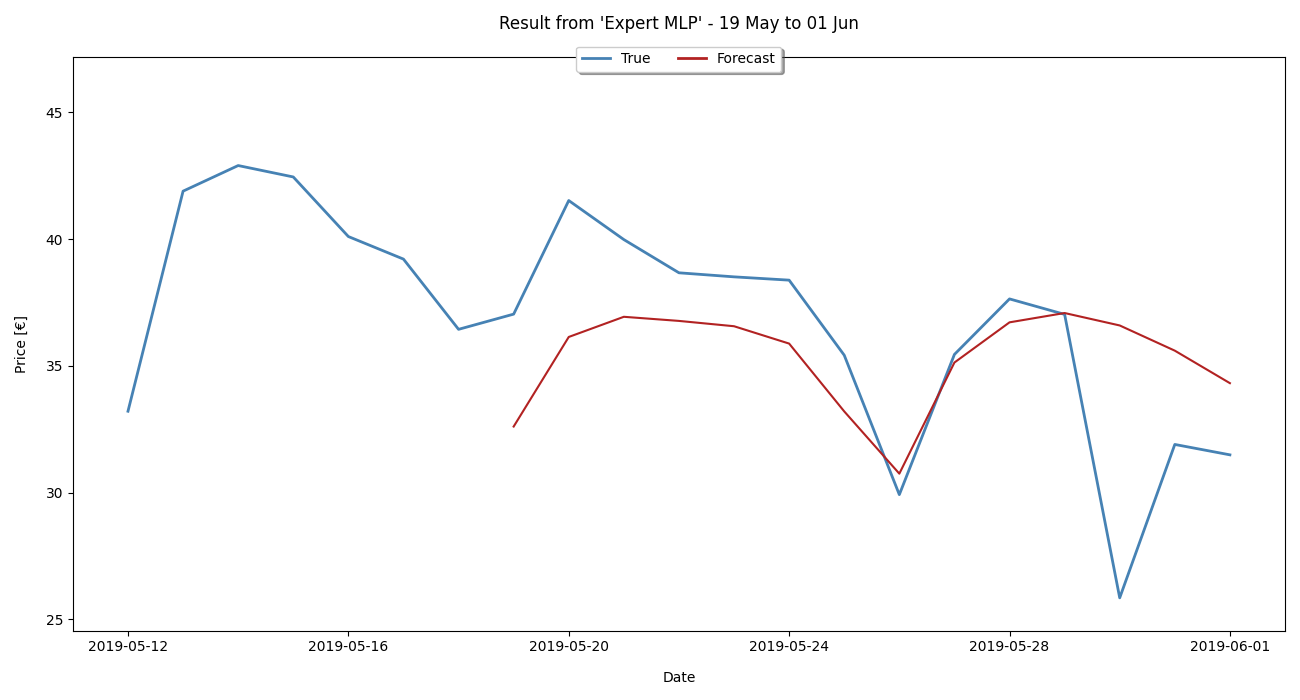 Result from 'Expert MLP' - 19 May to 01 Jun
True Forecast
45
40
35
30
25
Price [€]
2019-05-12 2019-05-16 2019-05-20 2019-05-24 2019-05-28 2019-06-01
Date